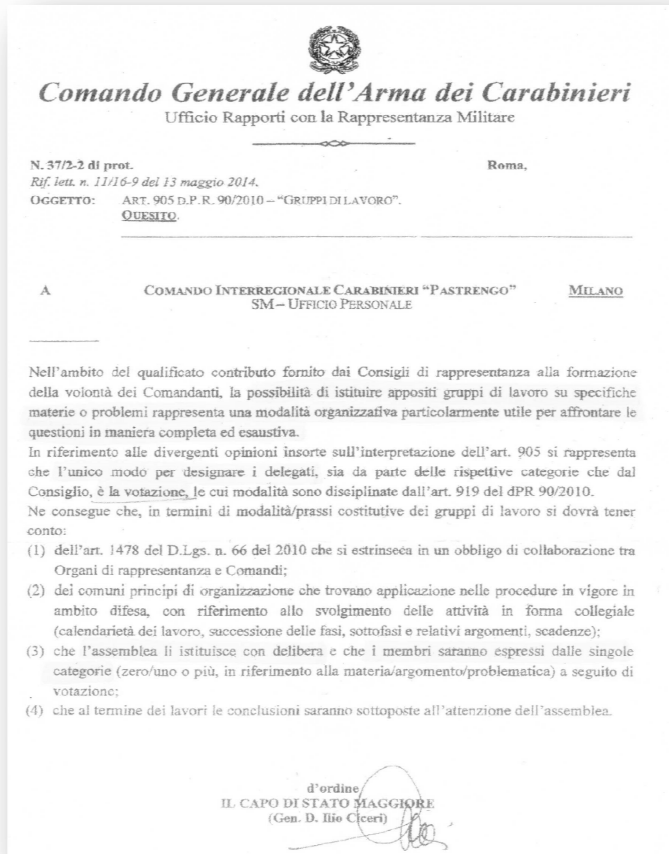 Comando Generale dell'Arma dei Carabinieri
Ufficio Rapporti con la Rappresentanza Militare
N. 37/2-2 di prot. Roma,
Rif. lett. n. 11/16-9 del 13 maggio 2014.
OGGETTO: ART. 905 D.P.R. 90/2010 – "GRUPPI DI LAVORO".
QUESITO.
A COMANDO INTERREGIONALE CARABINIERI "PASTRENGO" MILANO
SM – UFFICIO PERSONALE
Nell'ambito del qualificato contributo fornito dai Consigli di rappresentanza alla formazione
della volontà dei Comandanti, la possibilità di istituire appositi gruppi di lavoro su specifiche
materie o problemi rappresenta una modalità organizzativa particolarmente utile per affrontare le
questioni in maniera completa ed esaustiva.
In riferimento alle divergenti opinioni insorte sull'interpretazione dell'art. 905 si rappresenta
che l'unico modo per designare i delegati, sia da parte delle rispettive categorie che dal
Consiglio, è la votazione, le cui modalità sono disciplinate dall'art. 919 del dPR 90/2010.
Ne consegue che, in termini di modalità/prassi costitutive dei gruppi di lavoro si dovrà tener
conto:
(1) dell'art. 1478 del D.Lgs. n. 66 del 2010 che si estrinseca in un obbligo di collaborazione tra
Organi di rappresentanza e Comandi;
(2) dei comuni principi di organizzazione che trovano applicazione nelle procedure in vigore in
ambito difesa, con riferimento allo svolgimento delle attività in forma collegiale
(calendarietà dei lavoro, successione delle fasi, sottofasi e relativi argomenti, scadenze);
(3) che l'assemblea li istituisce con delibera e che i membri saranno espressi dalle singole
categorie (zero/uno o più, in riferimento alla materia/argomento/problematica) a seguito di
votazione;
(4) che al termine dei lavori le conclusioni saranno sottoposte all'attenzione dell'assemblea.
d'ordine
IL CAPO DI STATO MAGGIORE
(Gen. D. Ilio Ciceri)